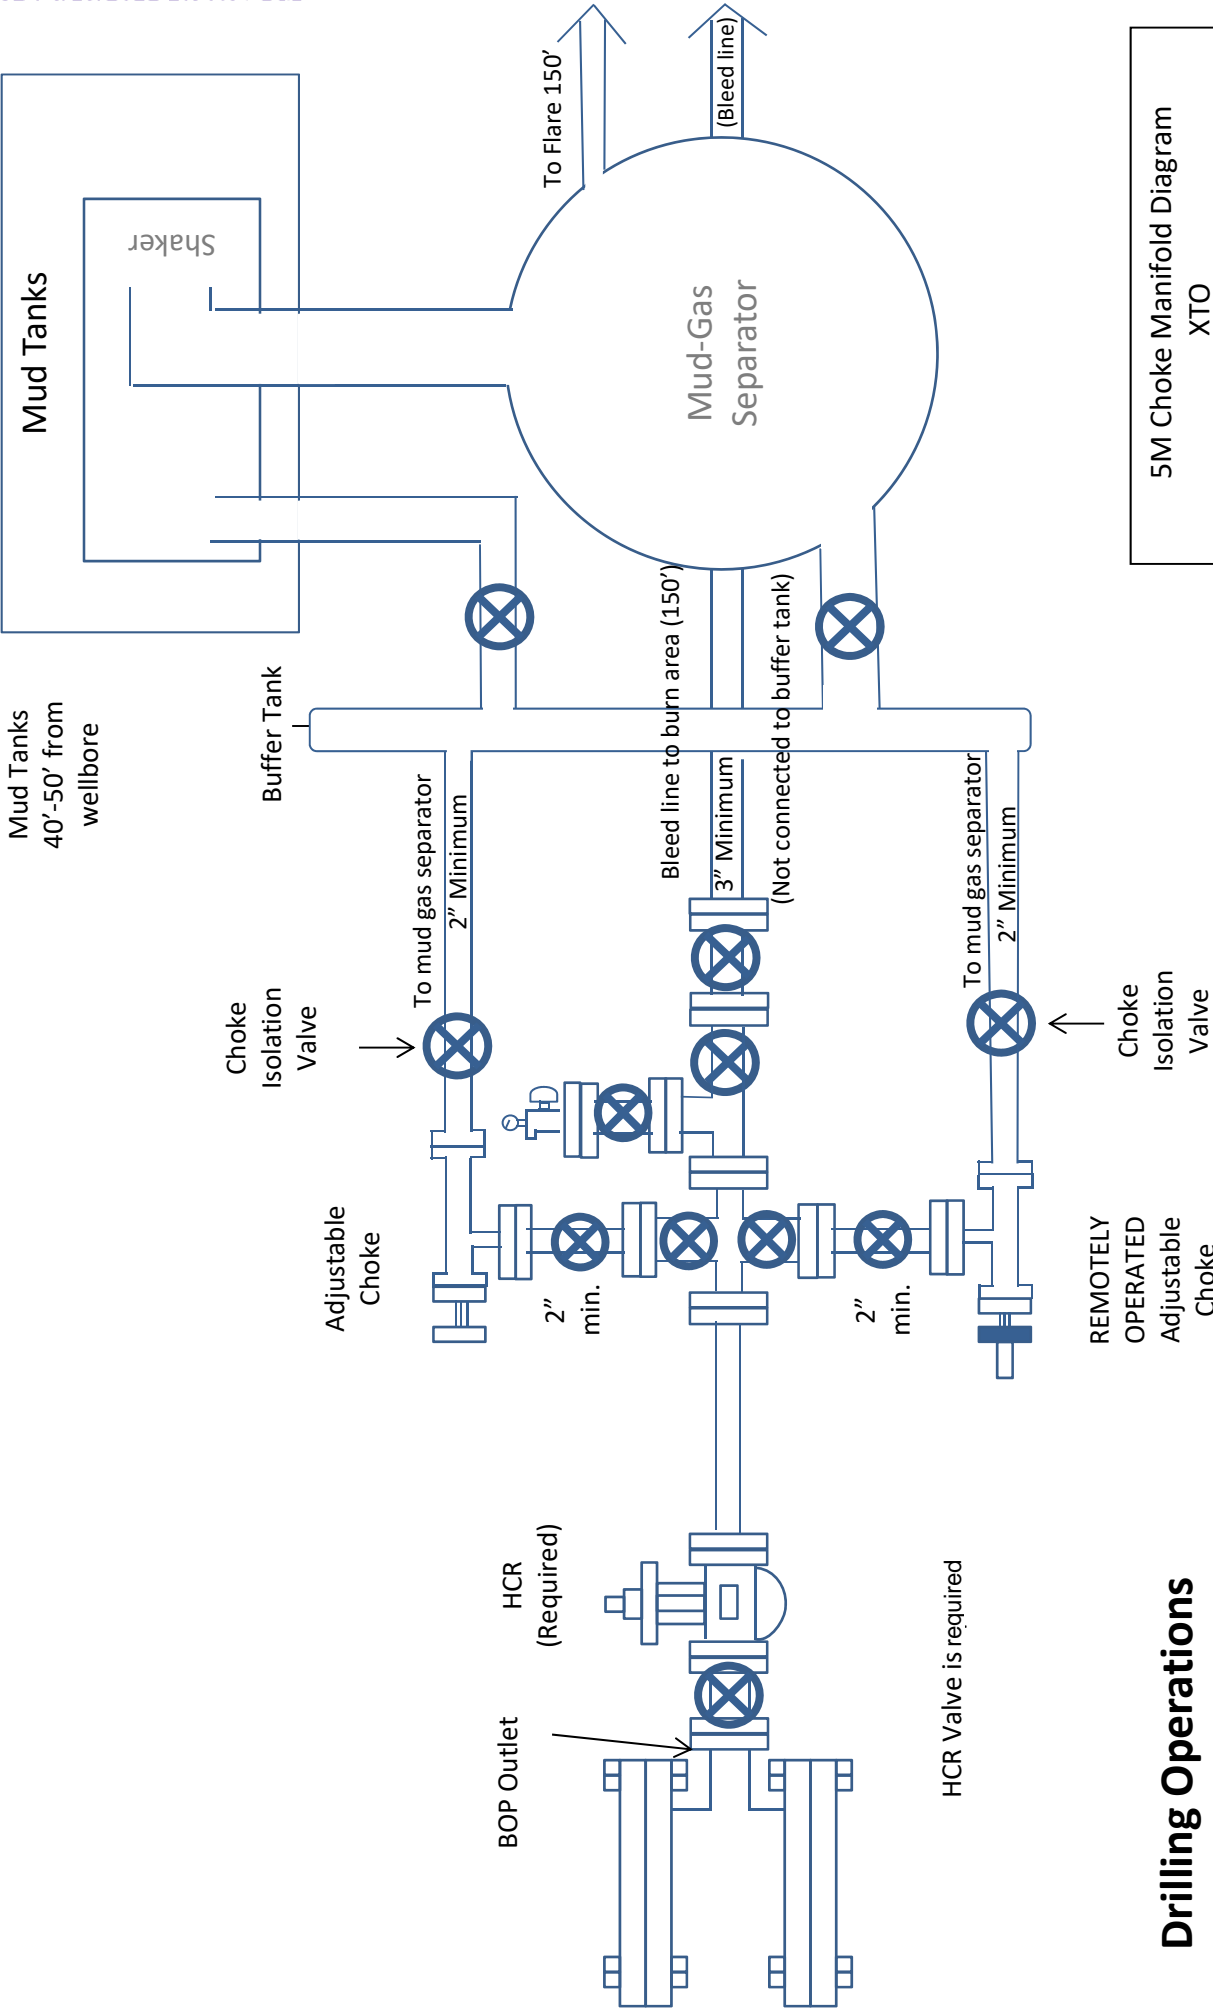 Mud Tanks
Shaker
Mud Tanks
40’-50’ from
wellbore
To Flare 150’
(Bleed line)
Mud-Gas
Separator
5M Choke Manifold Diagram
XTO
Buffer Tank
Bleed line to burn area (150’)
3” Minimum
(Not connected to buffer tank)
To mud gas separator
2” Minimum
To mud gas separator
2” Minimum
Choke
Isolation
Valve
Choke
Isolation
Valve
Adjustable
Choke
2”
min.
2”
min.
REMOTELY
OPERATED
Adjustable
Choke
HCR
(Required)
BOP Outlet
HCR Valve is required
Drilling Operations